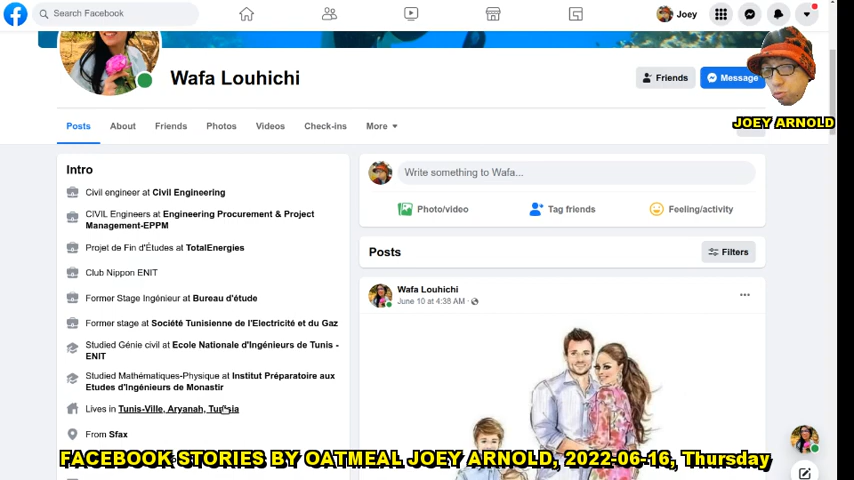 Search Facebook
Joey
Wafa Louhichi
Friends
Message
JOEY ARNOLD
Posts
About
Friends
Photos
Videos
Check-ins
More
Intro
Civil engineer at Civil Engineering
CIVIL Engineers at Engineering Procurement & Project
Management-EPPM
Projet de Fin d'Études at TotalEnergies
Club Nippon ENIT
Former Stage Ingénieur at Bureau d'étude
Former stage at Société Tunisienne de l'Electricité et du Gaz
Studied Génie civil at Ecole Nationale d'Ingénieurs de Tunis -
ENIT
Studied Mathématiques-Physique at Institut Préparatoire aux
Etudes d'Ingénieurs de Monastir
Lives in Tunis-Ville, Aryanah, Tunisia
From Sfax
Write something to Wafa...
Photo/video
Tag friends
Feeling/activity
Posts
Filters
Wafa Louhichi
June 10 at 4:38 AM
FACEBOOK STORIES BY OATMEAL JOEY ARNOLD, 2022-06-16, Thursday